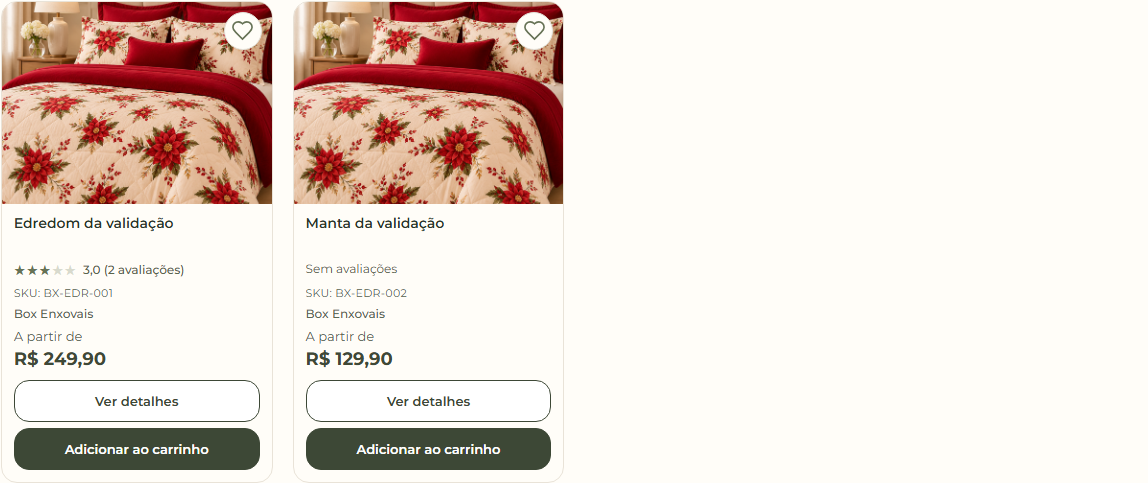 Edredom da validação
3,0 (2 avaliações)
SKU: BX-EDR-001
Box Enxovais
A partir de
R$ 249,90
Ver detalhes
Adicionar ao carrinho
Manta da validação
Sem avaliações
SKU: BX-EDR-002
Box Enxovais
A partir de
R$ 129,90
Ver detalhes
Adicionar ao carrinho